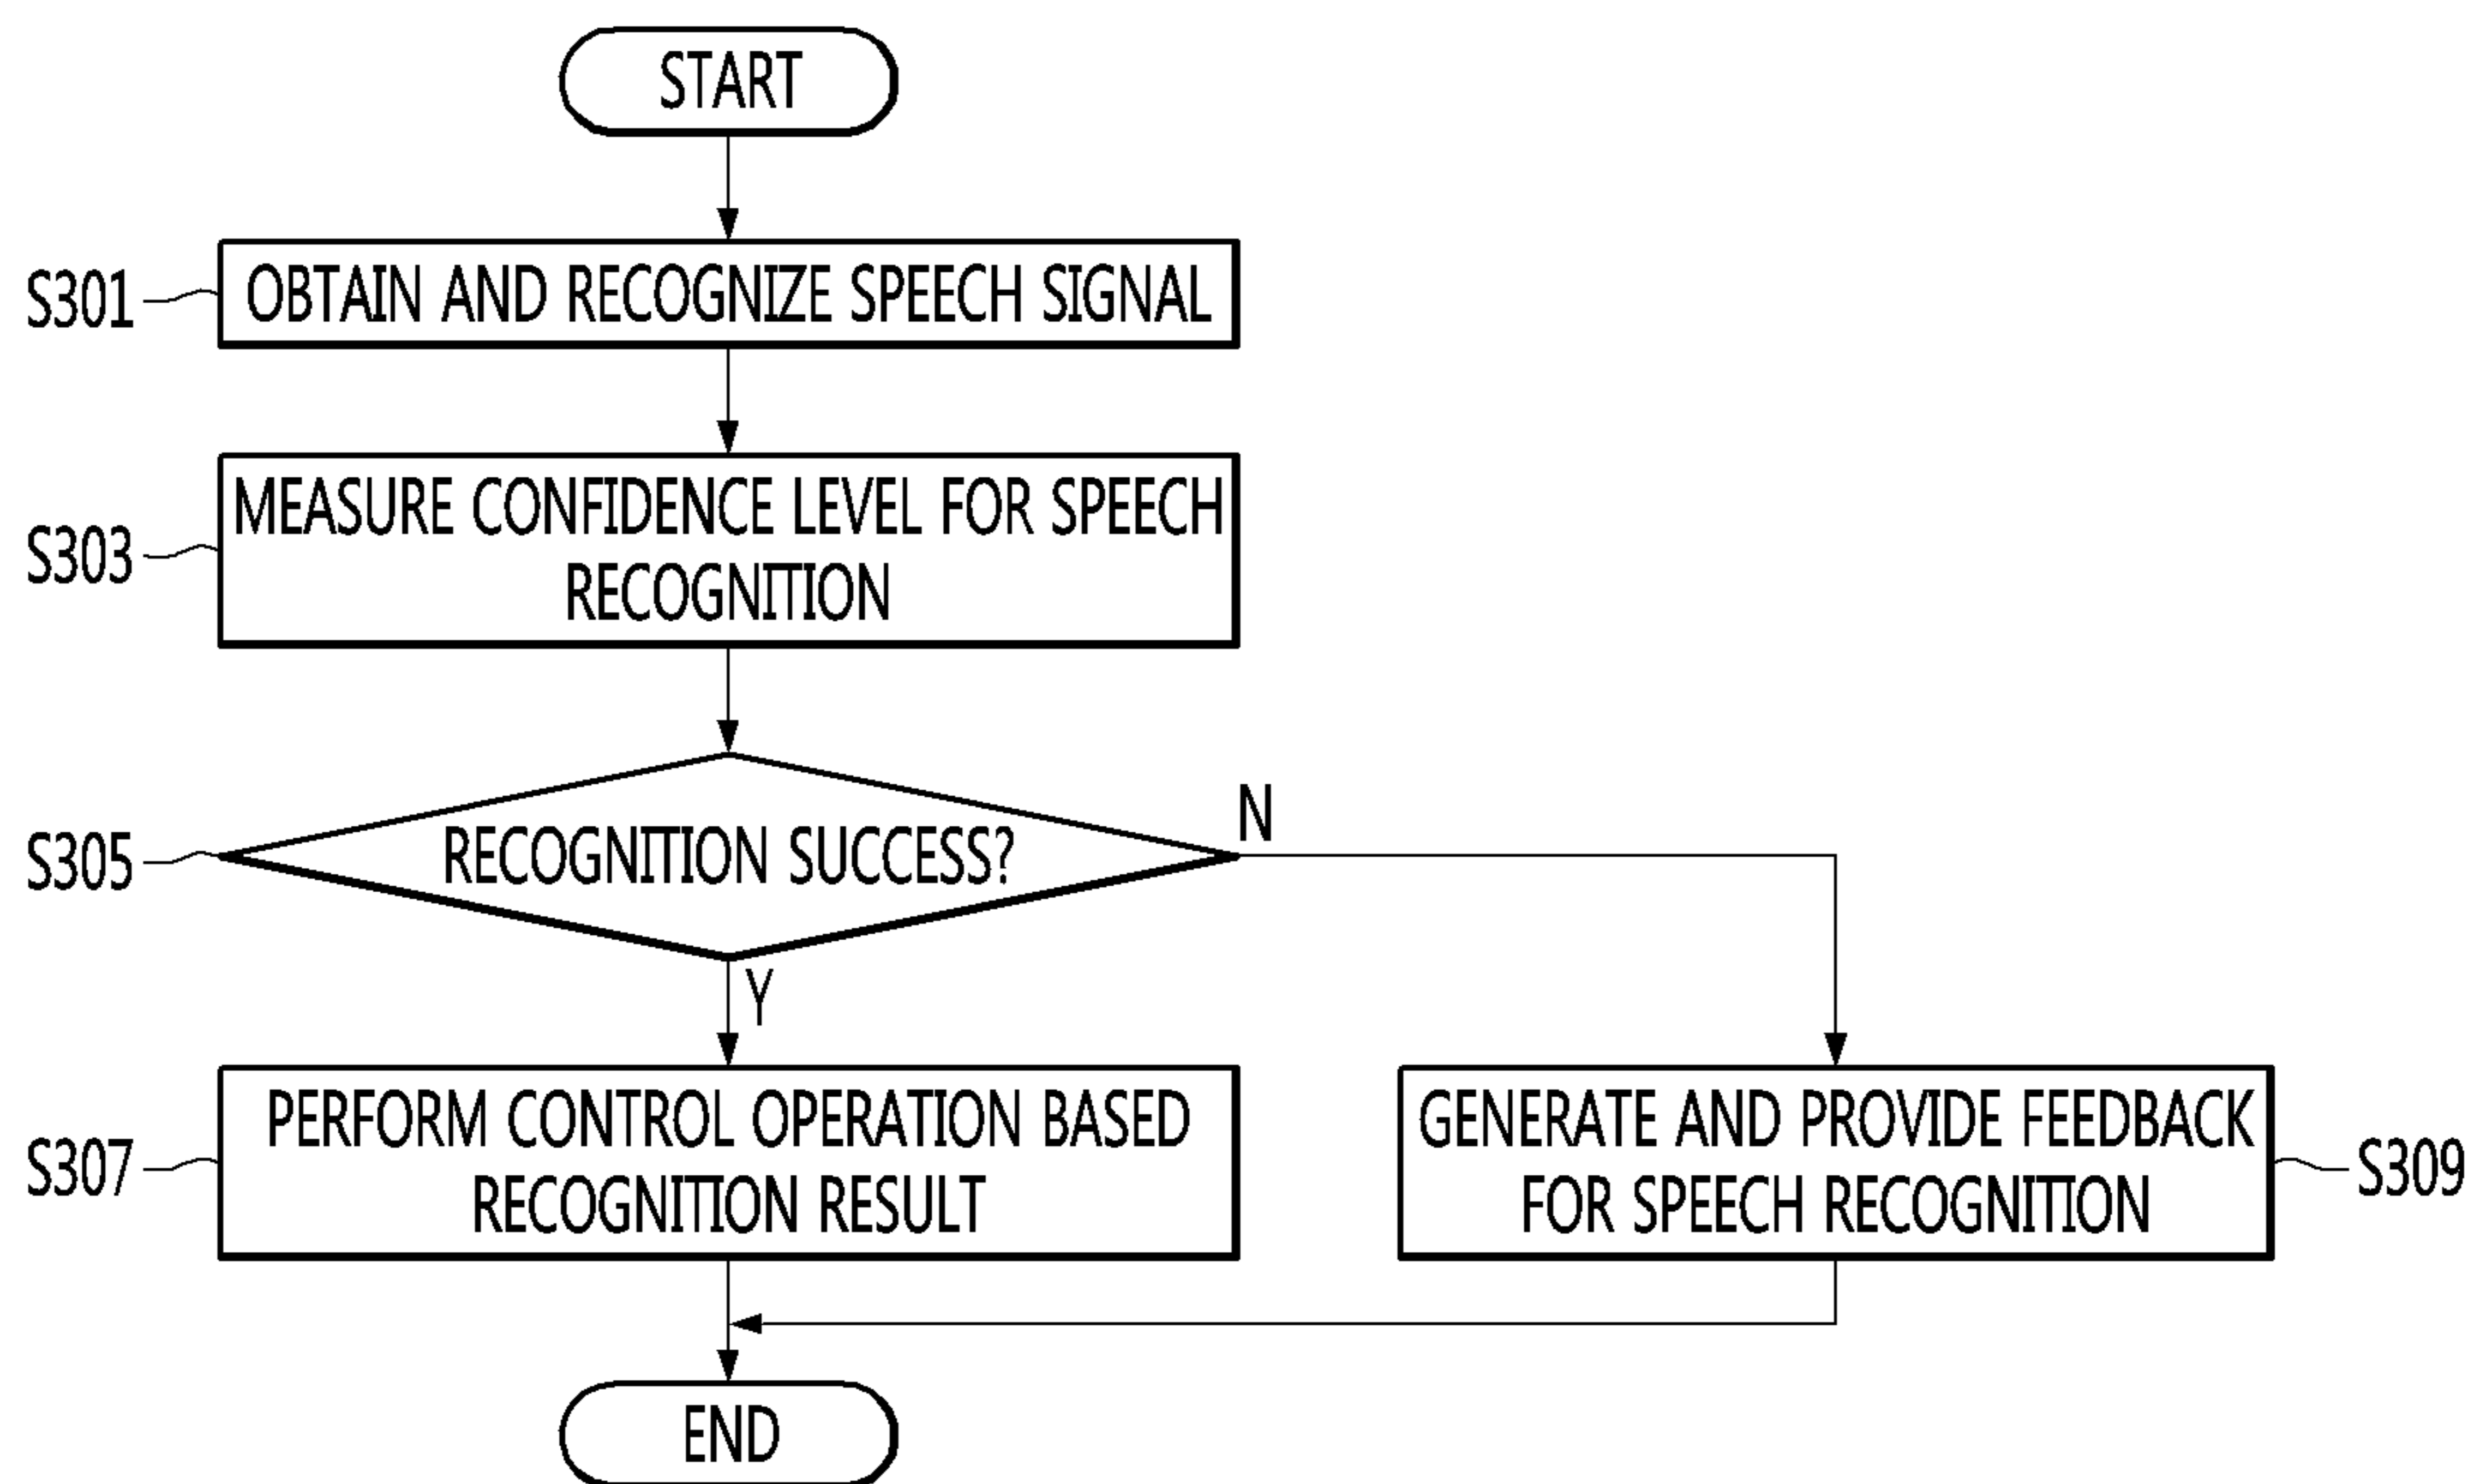 START
S301
OBTAIN AND RECOGNIZE SPEECH SIGNAL
S303
MEASURE CONFIDENCE LEVEL FOR SPEECH
RECOGNITION
S305
RECOGNITION SUCCESS?
N
Y
S307
PERFORM CONTROL OPERATION BASED
RECOGNITION RESULT
GENERATE AND PROVIDE FEEDBACK
FOR SPEECH RECOGNITION
S309
END